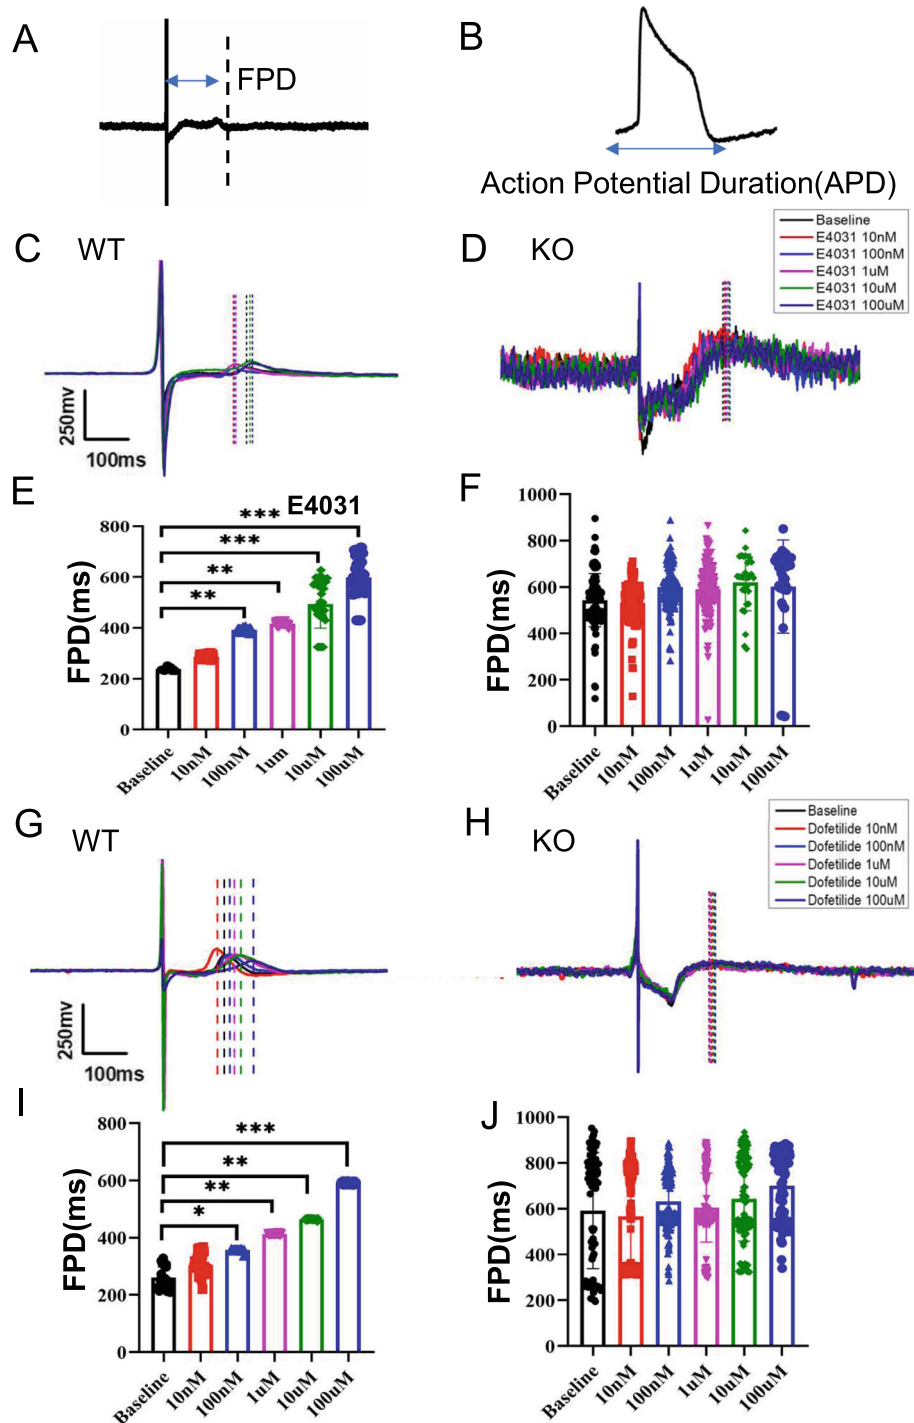 A
FPD
B
Action Potential Duration(APD)
C WT
D KO
Baseline
E4031 10nM
E4031 100nM
E4031 1uM
E4031 10uM
E4031 100uM
250mv
100ms
E
E4031
***
***
**
**
FPD(ms)
800
600
400
200
0
Baseline
10nM
100nM
1um
10uM
100uM
F
FPD(ms)
1000
800
600
400
200
0
Baseline
10nM
100nM
1uM
10uM
100uM
G WT
H KO
Baseline
Dofetilide 10nM
Dofetilide 100nM
Dofetilide 1uM
Dofetilide 10uM
Dofetilide 100uM
250mv
100ms
I
***
**
**
*
FPD(ms)
800
600
400
200
0
Baseline
10nM
100nM
1uM
10uM
100uM
J
FPD(ms)
1000
800
600
400
200
0
Baseline
10nM
100nM
1uM
10uM
100uM